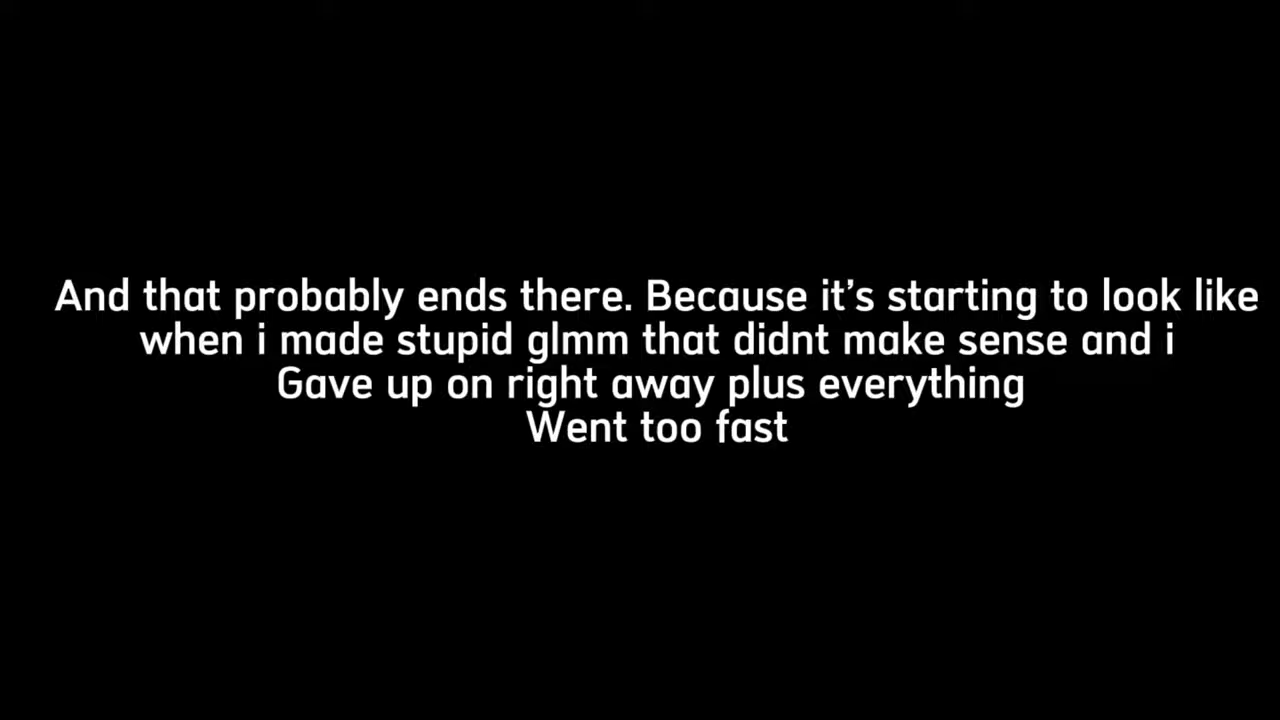 And that probably ends there. Because it’s starting to look like
when i made stupid glmm that didnt make sense and i
Gave up on right away plus everything
Went too fast